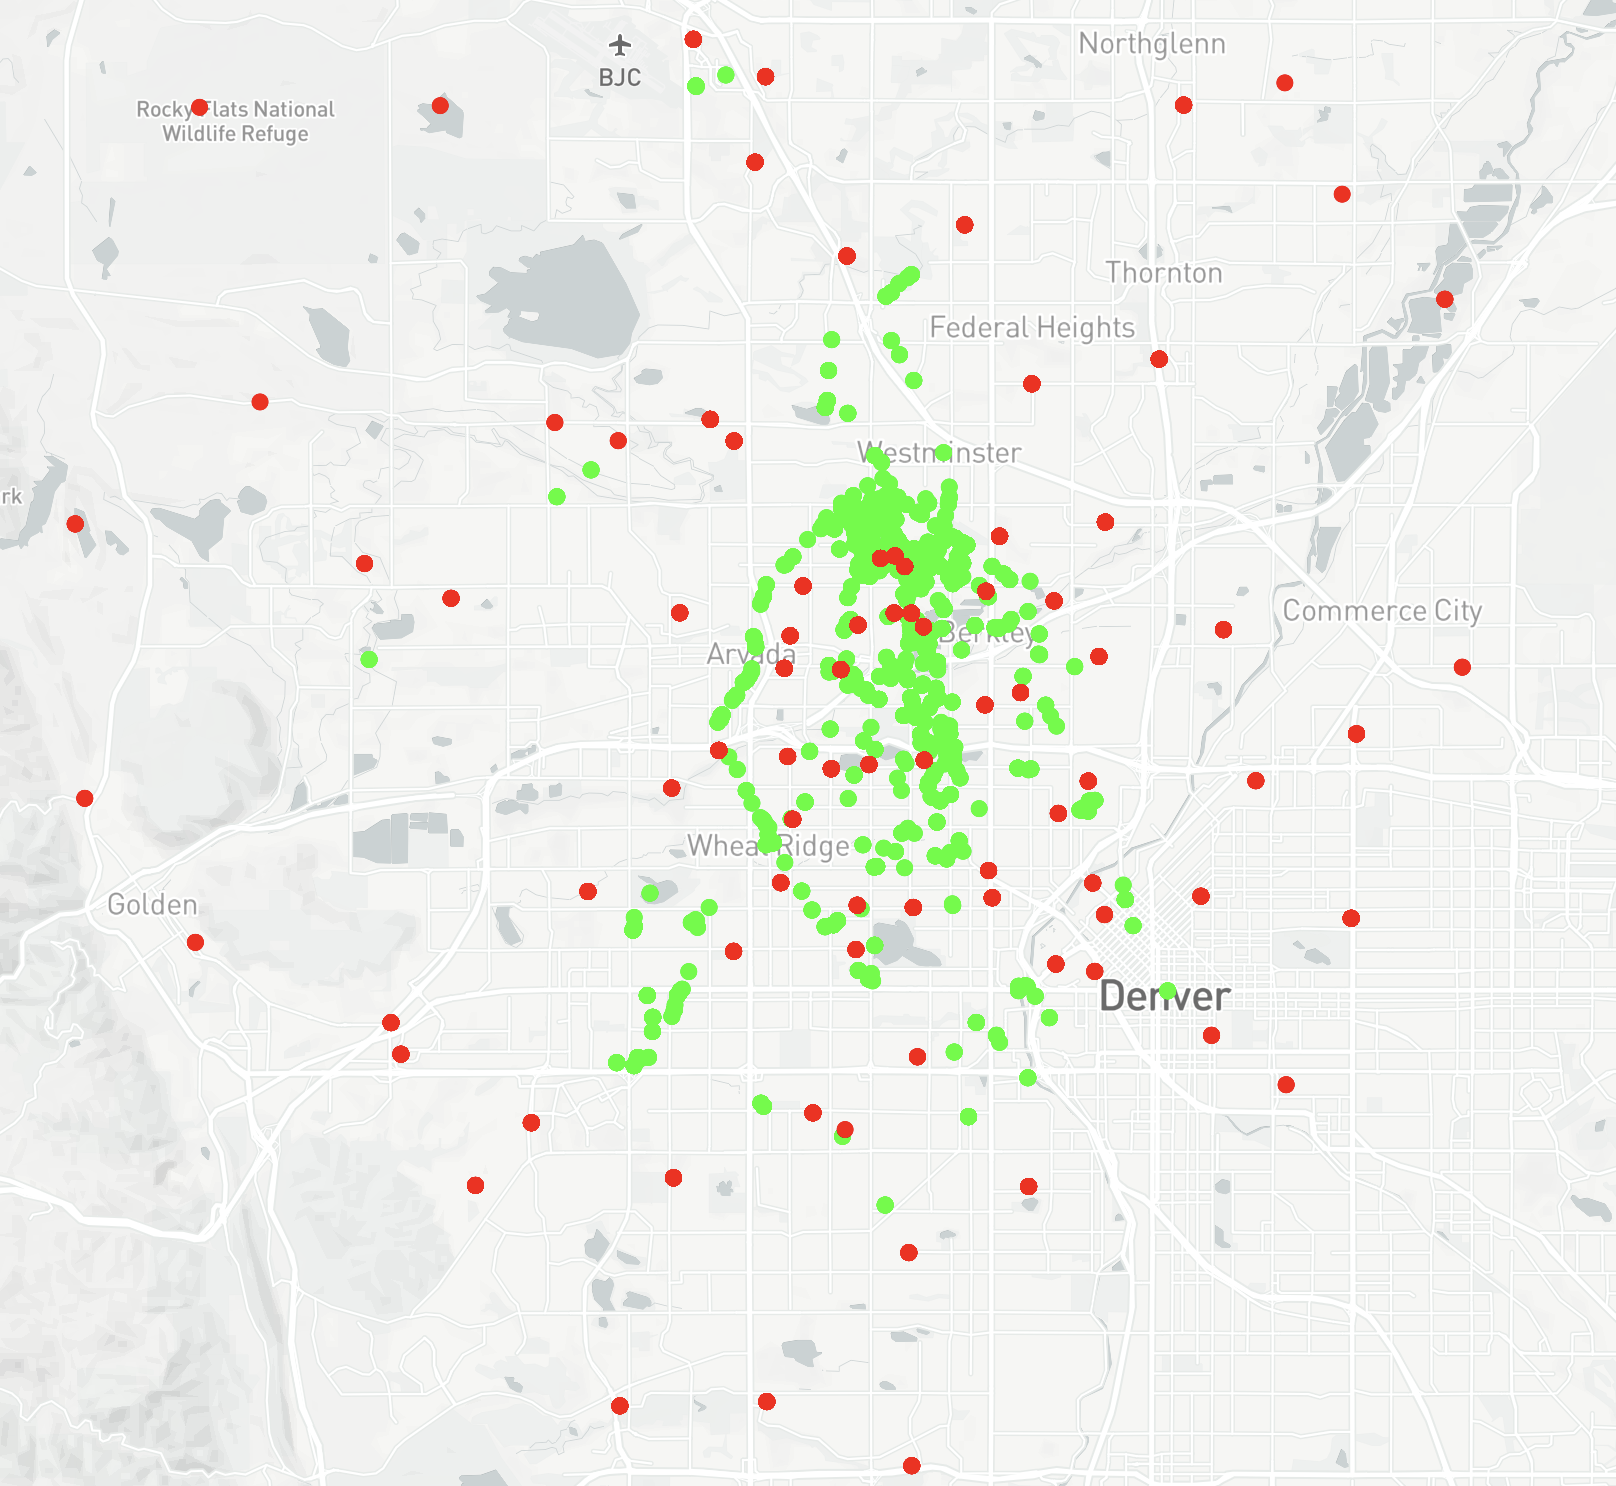 Northglenn
BJC
Rocky Flats National
Wildlife Refuge
Thornton
Federal Heights
Westminster
rk
Commerce City
Berkley
Arvada
Wheat Ridge
Golden
Denver